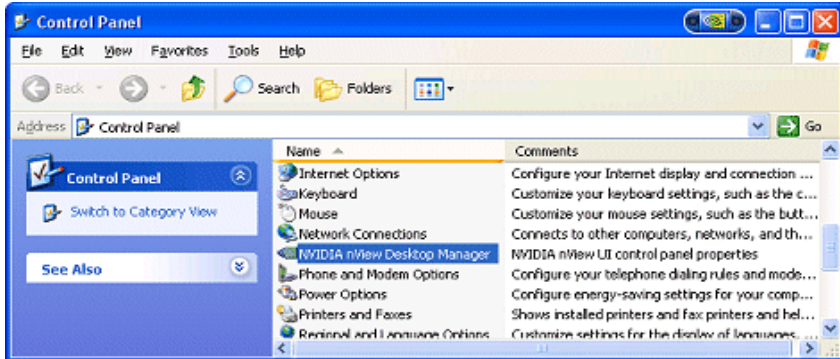 Control Panel
File Edit View Favorites Tools Help
Back Search Folders
Address Control Panel Go
Control Panel
Switch to Category View
See Also
Name Comments
Internet Options Configure your Internet display and connection ...
Keyboard Customize your keyboard settings, such as the c...
Mouse Customize your mouse settings, such as the butt...
Network Connections Connects to other computers, networks, and th...
NVIDIA nView Desktop Manager NVIDIA nView UI control panel properties
Phone and Modem Options Configure your telephone dialing rules and mode...
Power Options Configure energy-saving settings for your comp...
Printers and Faxes Shows installed printers and fax printers and hel...
Regional and Language Options Customize settings for the display of languages, ...